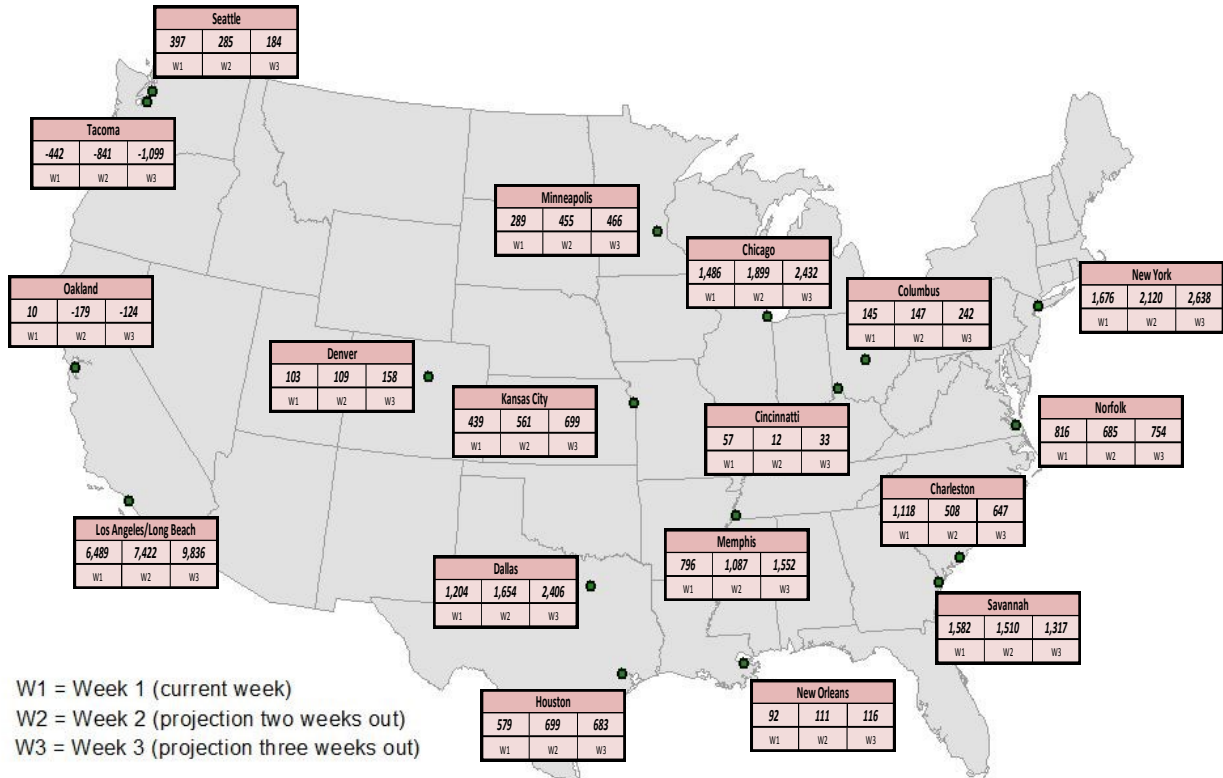 Seattle
397 285 184
W1 W2 W3
Tacoma
-442 -841 -1,099
W1 W2 W3
Minneapolis
289 455 466
W1 W2 W3
Chicago
1,486 1,899 2,432
W1 W2 W3
New York
1,676 2,120 2,638
W1 W2 W3
Oakland
10 -179 -124
W1 W2 W3
Columbus
145 147 242
W1 W2 W3
Denver
103 109 158
W1 W2 W3
Kansas City
439 561 699
W1 W2 W3
Cincinnatti
57 12 33
W1 W2 W3
Norfolk
816 685 754
W1 W2 W3
Charleston
1,118 508 647
W1 W2 W3
Los Angeles/Long Beach
6,489 7,422 9,836
W1 W2 W3
Memphis
796 1,087 1,552
W1 W2 W3
Dallas
1,204 1,654 2,406
W1 W2 W3
Savannah
1,582 1,510 1,317
W1 W2 W3
Houston
579 699 683
W1 W2 W3
New Orleans
92 111 116
W1 W2 W3
W1 = Week 1 (current week)
W2 = Week 2 (projection two weeks out)
W3 = Week 3 (projection three weeks out)